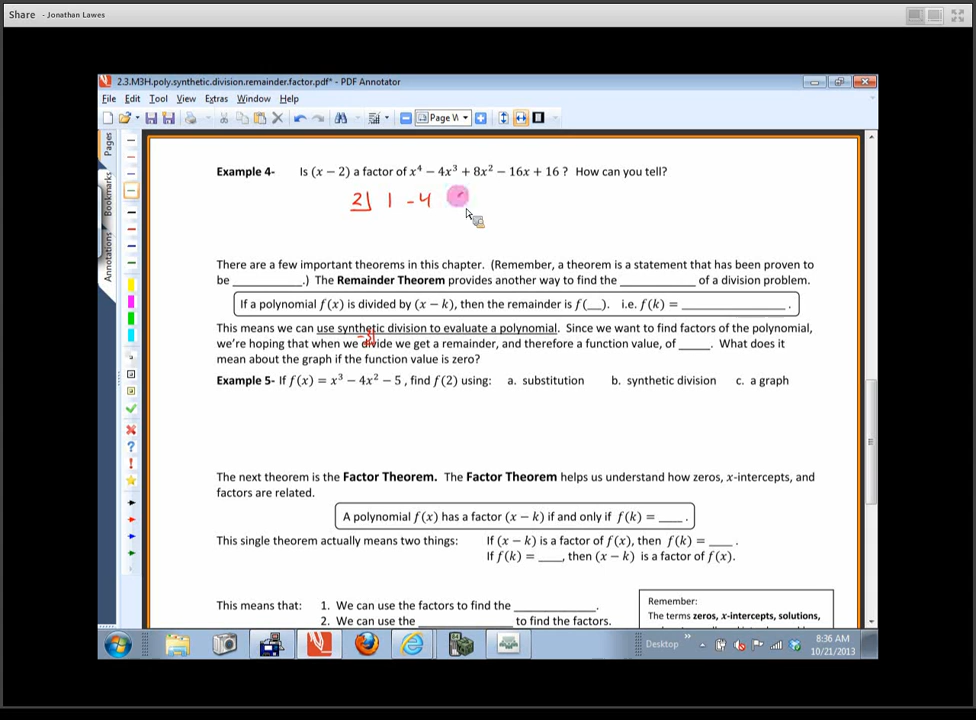 Share - Jonathan Lawes
2.3.M3H.poly.synthetic.division.remainder.factor.pdf* - PDF Annotator
File Edit Tool View Extras Window Help
Page W
Pages
Bookmarks
Annotations
Example 4- Is (x − 2) a factor of x⁴ − 4x³ + 8x² − 16x + 16 ? How can you tell?
2 1 -4
There are a few important theorems in this chapter. (Remember, a theorem is a statement that has been proven to
be ____________.) The Remainder Theorem provides another way to find the __________________ of a division problem.
If a polynomial f(x) is divided by (x − k), then the remainder is f(__). i.e. f(k) = __________________ .
This means we can use synthetic division to evaluate a polynomial. Since we want to find factors of the polynomial,
we're hoping that when we divide we get a remainder, and therefore a function value, of _____. What does it
-3
mean about the graph if the function value is zero?
Example 5- If f(x) = x³ − 4x² − 5 , find f(2) using: a. substitution b. synthetic division c. a graph
The next theorem is the Factor Theorem. The Factor Theorem helps us understand how zeros, x-intercepts, and
factors are related.
A polynomial f(x) has a factor (x − k) if and only if f(k) = ____ .
This single theorem actually means two things: If (x − k) is a factor of f(x), then f(k) = ____ .
If f(k) = ____, then (x − k) is a factor of f(x).
This means that: 1. We can use the factors to find the ______________.
2. We can use the _________________ to find the factors.
Remember:
The terms zeros, x-intercepts, solutions,
Desktop
8:36 AM
10/21/2013